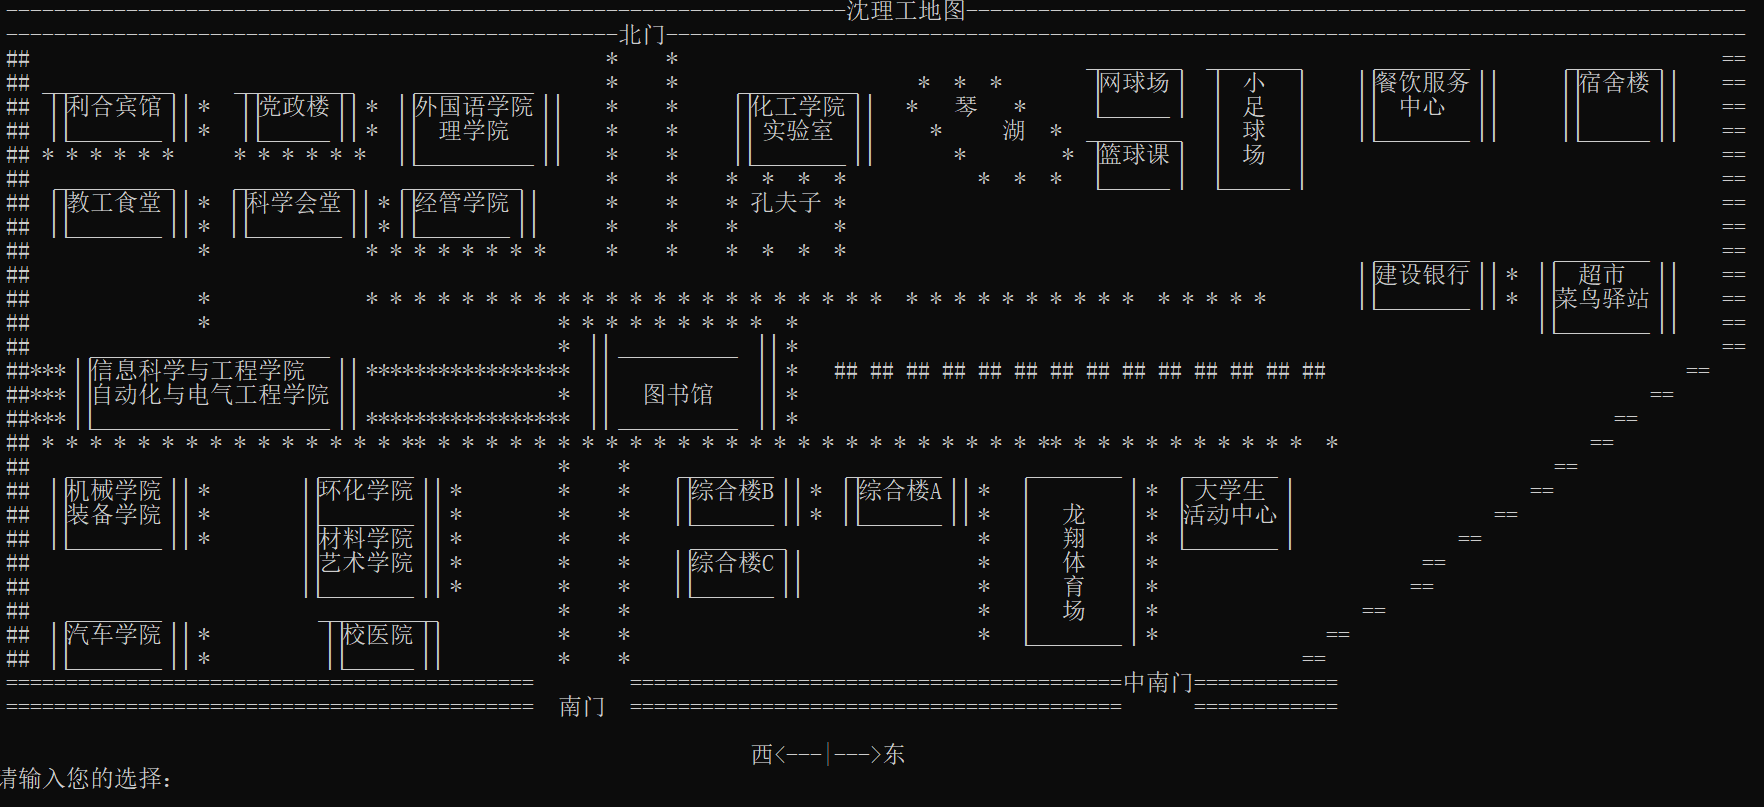 沈理工地图
北门
网球场 小 餐饮服务 宿舍楼
利合宾馆 党政楼 外国语学院 化工学院 琴 足 中心
理学院 实验室 湖 球
篮球课 场
教工食堂 科学会堂 经管学院 孔夫子
建设银行 超市
菜鸟驿站
信息科学与工程学院
自动化与电气工程学院 图书馆
机械学院 环化学院 综合楼B 综合楼A 大学生
装备学院 龙 活动中心
材料学院 翔
艺术学院 综合楼C 体
育
场
汽车学院 校医院
中南门
南门
西<---|--->东
请输入您的选择: